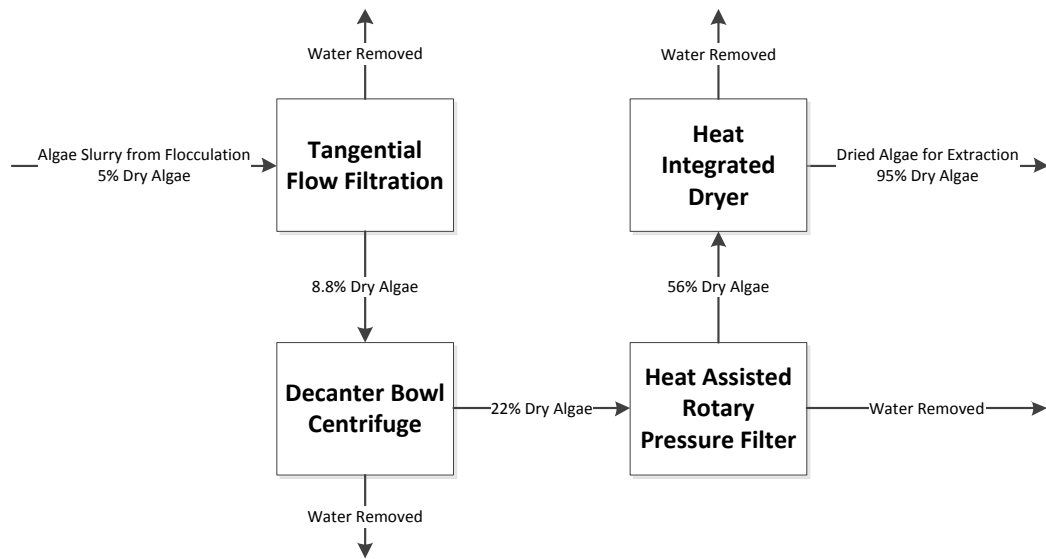 Water Removed
Water Removed
Algae Slurry from Flocculation
5% Dry Algae
Tangential
Flow Filtration
Heat
Integrated
Dryer
Dried Algae for Extraction
95% Dry Algae
8.8% Dry Algae
56% Dry Algae
Decanter Bowl
Centrifuge
22% Dry Algae
Heat Assisted
Rotary
Pressure Filter
Water Removed
Water Removed